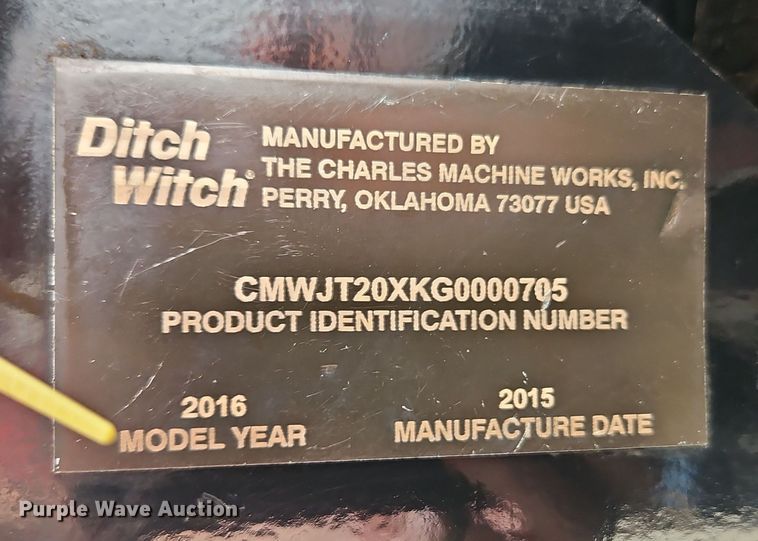 Ditch Witch®
MANUFACTURED BY
THE CHARLES MACHINE WORKS, INC.
PERRY, OKLAHOMA 73077 USA
CMWJT20XKG0000705
PRODUCT IDENTIFICATION NUMBER
2016
MODEL YEAR
2015
MANUFACTURE DATE
Purple Wave Auction